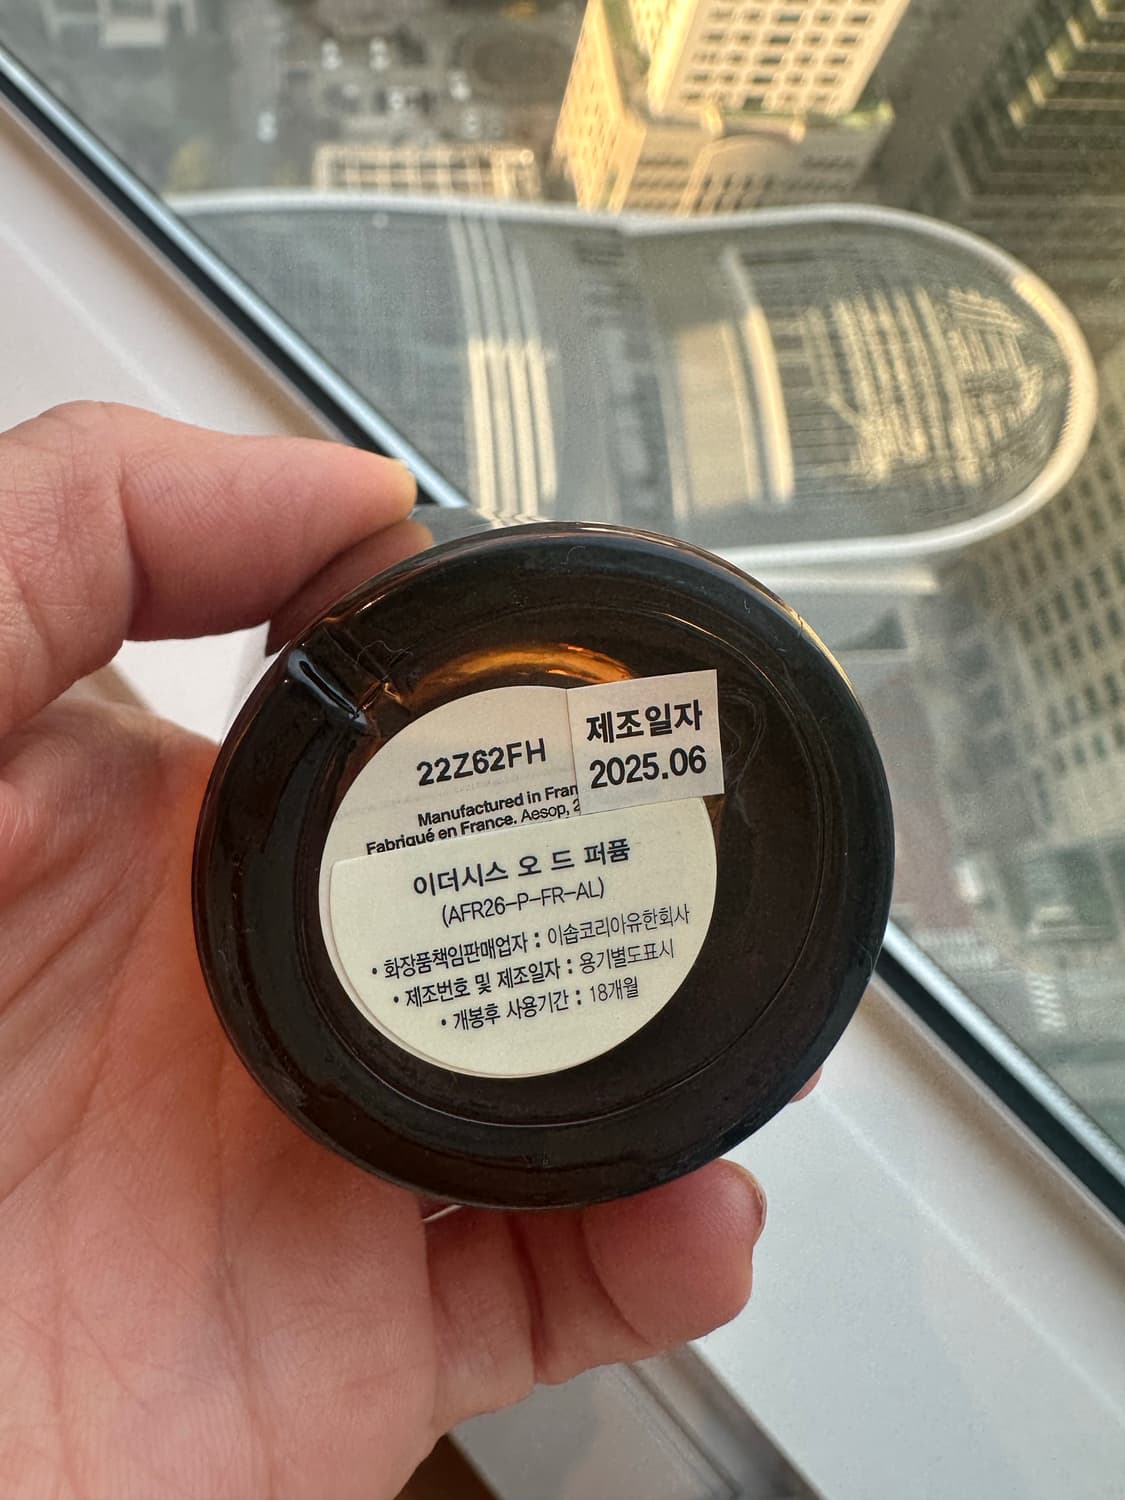 22Z62FH
제조일자
2025.06
Manufactured in Fran
Fabriqué en France. Aesop, 2
이더시스 오 드 퍼퓸
(AFR26-P-FR-AL)
• 화장품책임판매업자 : 이솝코리아유한회사
• 제조번호 및 제조일자 : 용기별도표시
• 개봉후 사용기간 : 18개월